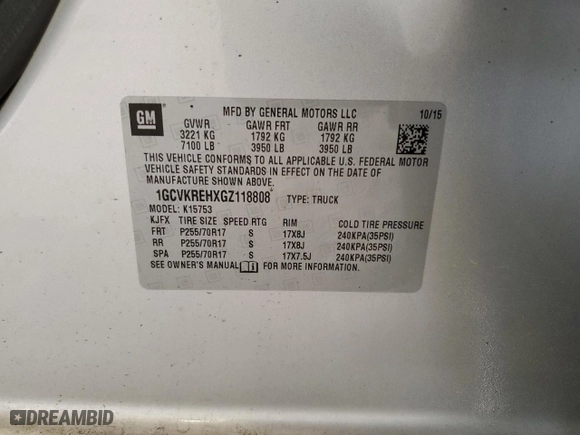 GM
MFD BY GENERAL MOTORS LLC 10/15
GVWR GAWR FRT GAWR RR
3221 KG 1792 KG 1792 KG
7100 LB 3950 LB 3950 LB
THIS VEHICLE CONFORMS TO ALL APPLICABLE U.S. FEDERAL MOTOR
VEHICLE SAFETY STANDARDS IN EFFECT ON THE DATE OF
MANUFACTURE SHOWN ABOVE.
*1GCVKREHXGZ118808* TYPE: TRUCK
MODEL: K15753
KJFX TIRE SIZE SPEED RTG RIM COLD TIRE PRESSURE
FRT P255/70R17 S 17X8J 240KPA(35PSI)
RR P255/70R17 S 17X8J 240KPA(35PSI)
SPA P255/70R17 S 17X7.5J 240KPA(35PSI)
SEE OWNER'S MANUAL FOR MORE INFORMATION.
DREAMBID